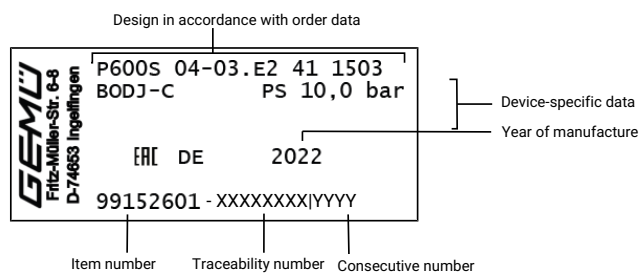 Design in accordance with order data
GEMÜ
Fritz-Müller-Str. 6-8
D-74653 Ingelfingen
P600S 04-03.E2 41 1503
BODJ-C PS 10,0 bar
Device-specific data
Year of manufacture
EAC DE 2022
99152601 - XXXXXXXX|YYYY
Item number Traceability number Consecutive number